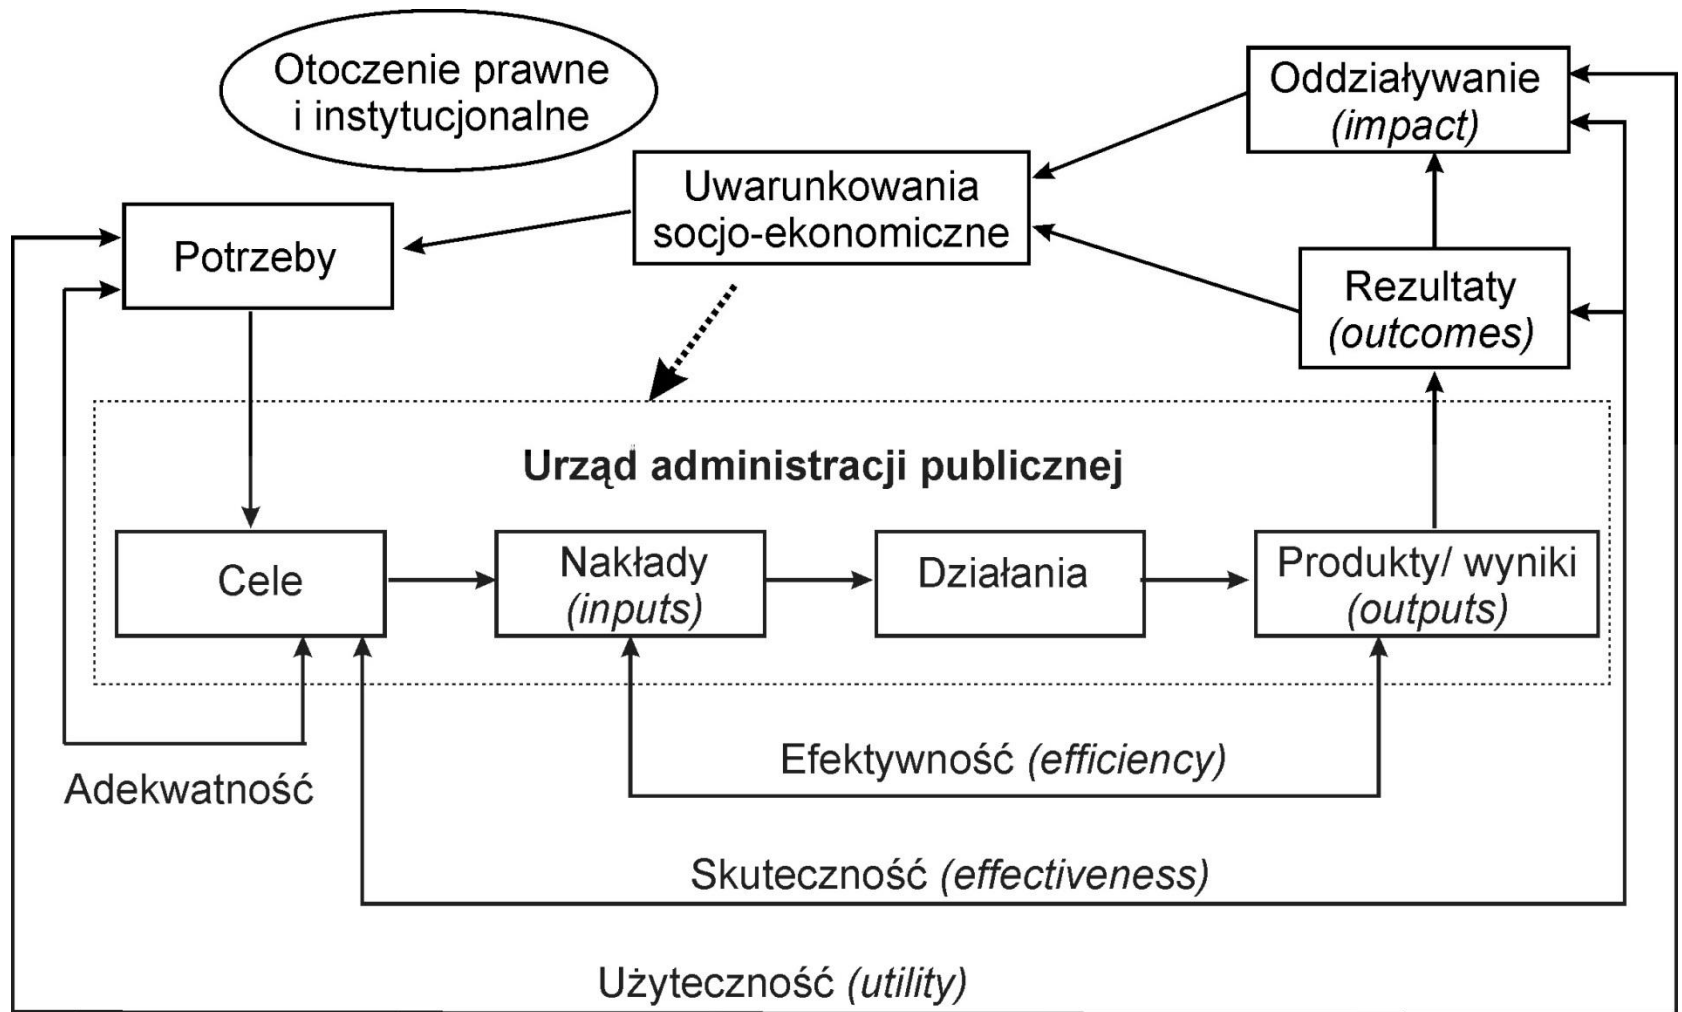 Otoczenie prawne
i instytucjonalne
Oddziaływanie
(impact)
Uwarunkowania
socjo-ekonomiczne
Potrzeby
Rezultaty
(outcomes)
Urząd administracji publicznej
Cele
Nakłady
(inputs)
Działania
Produkty/ wyniki
(outputs)
Efektywność (efficiency)
Adekwatność
Skuteczność (effectiveness)
Użyteczność (utility)